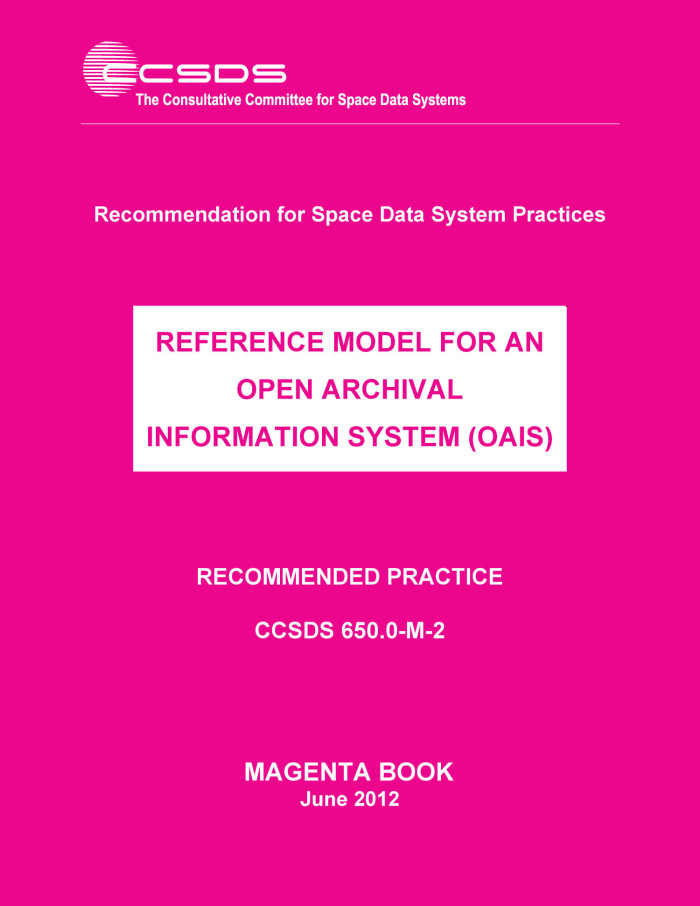 CCSDS
The Consultative Committee for Space Data Systems
Recommendation for Space Data System Practices
REFERENCE MODEL FOR AN
OPEN ARCHIVAL
INFORMATION SYSTEM (OAIS)
RECOMMENDED PRACTICE
CCSDS 650.0-M-2
MAGENTA BOOK
June 2012